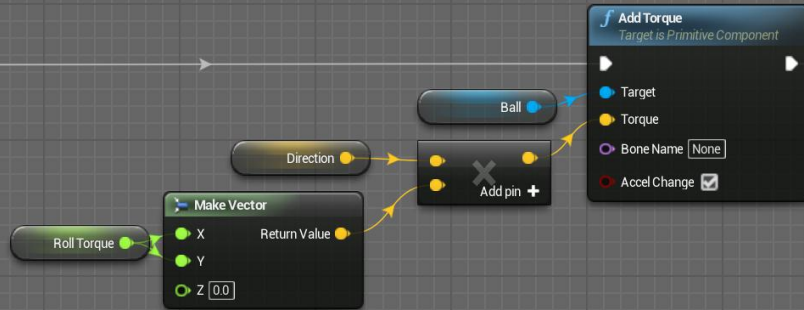 f Add Torque
Target is Primitive Component
Target
Ball
Torque
Bone Name None
Direction
Add pin
Accel Change
Make Vector
Roll Torque
X Return Value
Y
Z 0.0